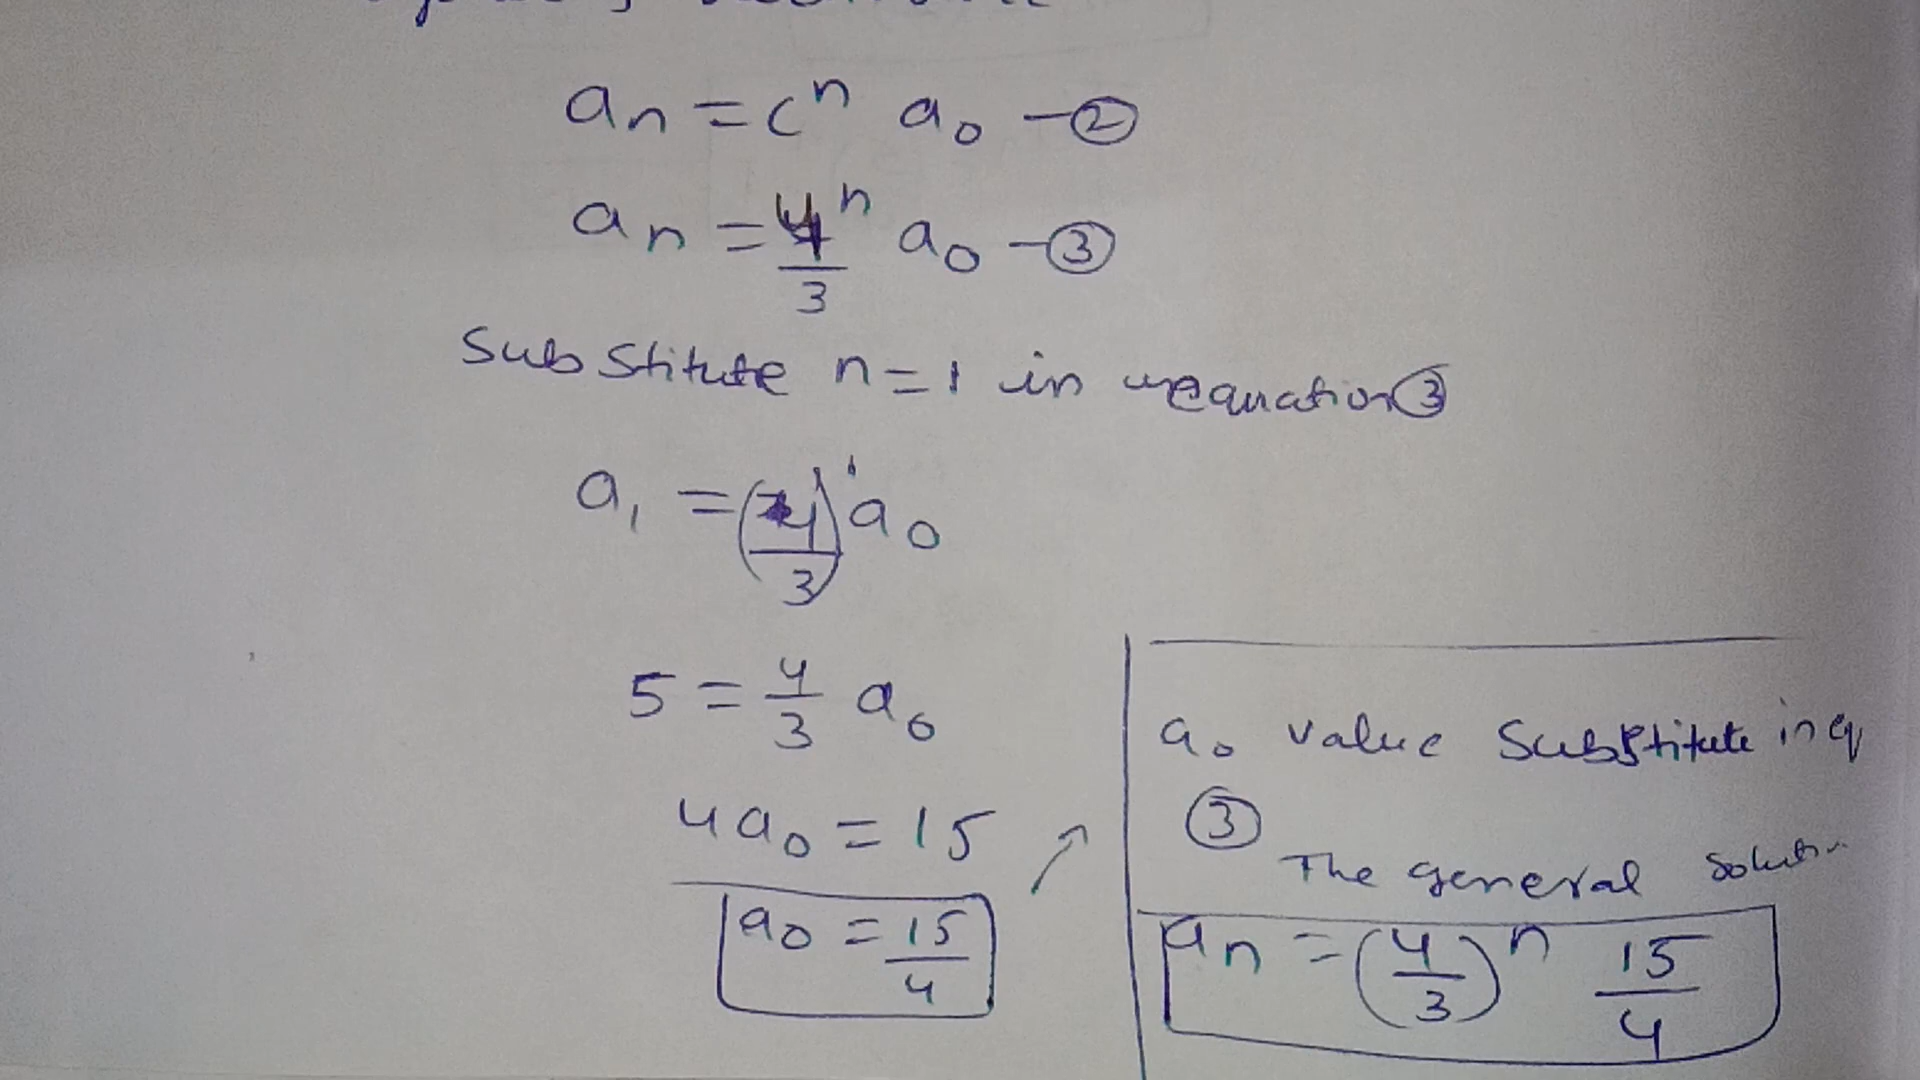 an = cⁿ a₀ —②
an = 4ⁿ/3 a₀ —③
Substitute n = 1 in equation ③
a₁ = (4/3)¹ a₀
5 = 4/3 a₀
4a₀ = 15
a₀ = 15/4
a₀ value Substitute in eq
③
The general
an = (4/3)ⁿ 15/4